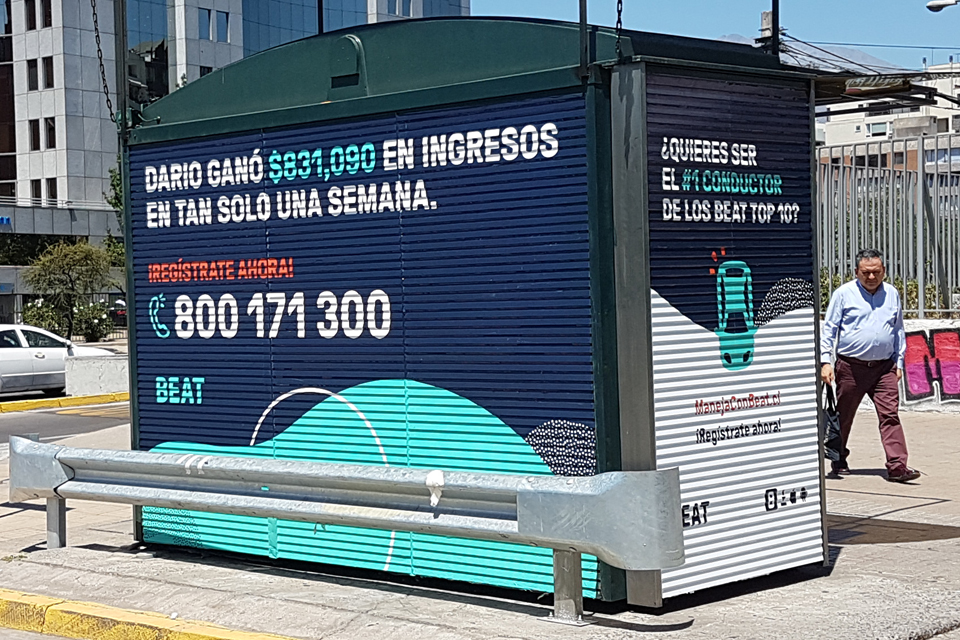 DARIO GANÓ $831,090 EN INGRESOS
EN TAN SOLO UNA SEMANA.
¡REGÍSTRATE AHORA!
800 171 300
BEAT
¿QUIERES SER
EL #1 CONDUCTOR
DE LOS BEAT TOP 10?
ManejaConBeat.cl
¡Regístrate ahora!
EAT